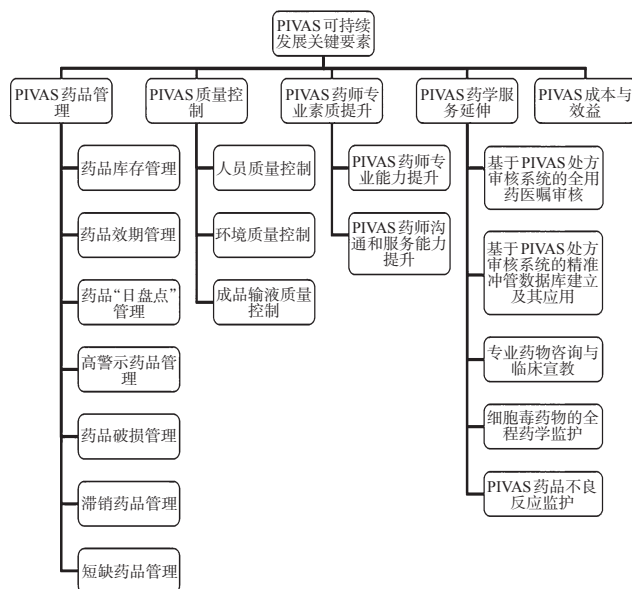 PIVAS可持续
发展关键要素
PIVAS药品管
理
PIVAS质量控
制
PIVAS药师专
业素质提升
PIVAS药学服
务延伸
PIVAS成本与
效益
药品库存管理
药品效期管理
药品“日盘点”
管理
高警示药品管
理
药品破损管理
滞销药品管理
短缺药品管理
人员质量控制
环境质量控制
成品输液质量
控制
PIVAS药师专
业能力提升
PIVAS药师沟
通和服务能力
提升
基于PIVAS处方
审核系统的全用
药医嘱审核
基于PIVAS处方
审核系统的精准
冲管数据库建立
及其应用
专业药物咨询与
临床宣教
细胞毒药物的全
程药学监护
PIVAS药品不良
反应监护